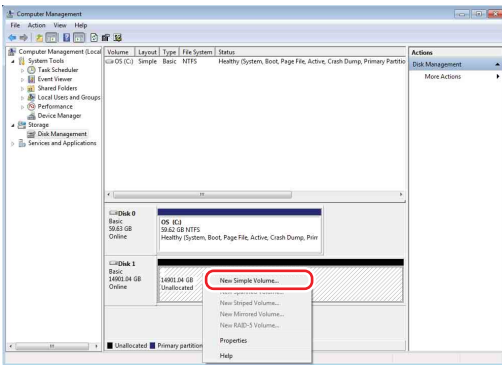 Computer Management
File Action View Help
Computer Management (Local
System Tools
Task Scheduler
Event Viewer
Shared Folders
Local Users and Groups
Performance
Device Manager
Storage
Disk Management
Services and Applications
Volume Layout Type File System Status
OS (C:) Simple Basic NTFS Healthy (System, Boot, Page File, Active, Crash Dump, Primary Partitio
Actions
Disk Management
More Actions
Disk 0
Basic
59.63 GB
Online
OS (C:)
59.62 GB NTFS
Healthy (System, Boot, Page File, Active, Crash Dump, Prim
Disk 1
Basic
14901.04 GB
Online
14901.04 GB
Unallocated
New Simple Volume...
New Spanned Volume...
New Striped Volume...
New Mirrored Volume...
New RAID-5 Volume...
Properties
Help
Unallocated Primary partition